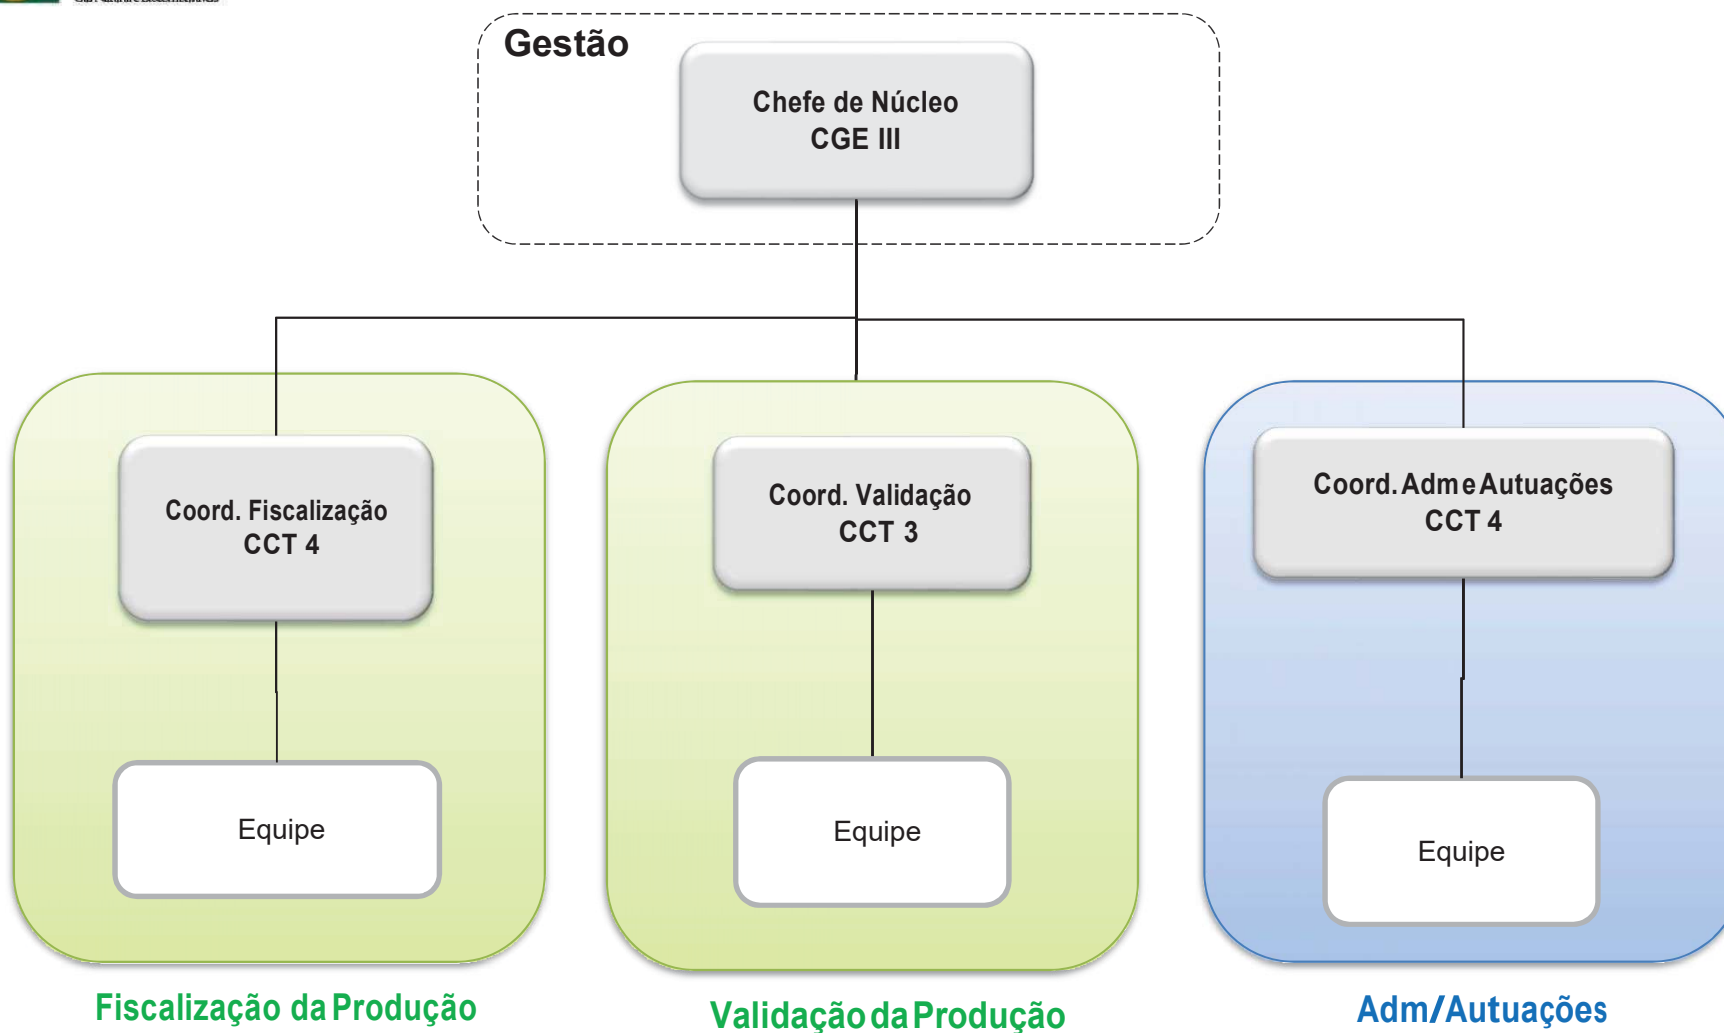 Gestão
Chefe de Núcleo
CGE III
Coord. Fiscalização
CCT 4
Coord. Validação
CCT 3
Coord. Adm e Autuações
CCT 4
Equipe
Equipe
Equipe
Fiscalização da Produção
Validação da Produção
Adm/Autuações